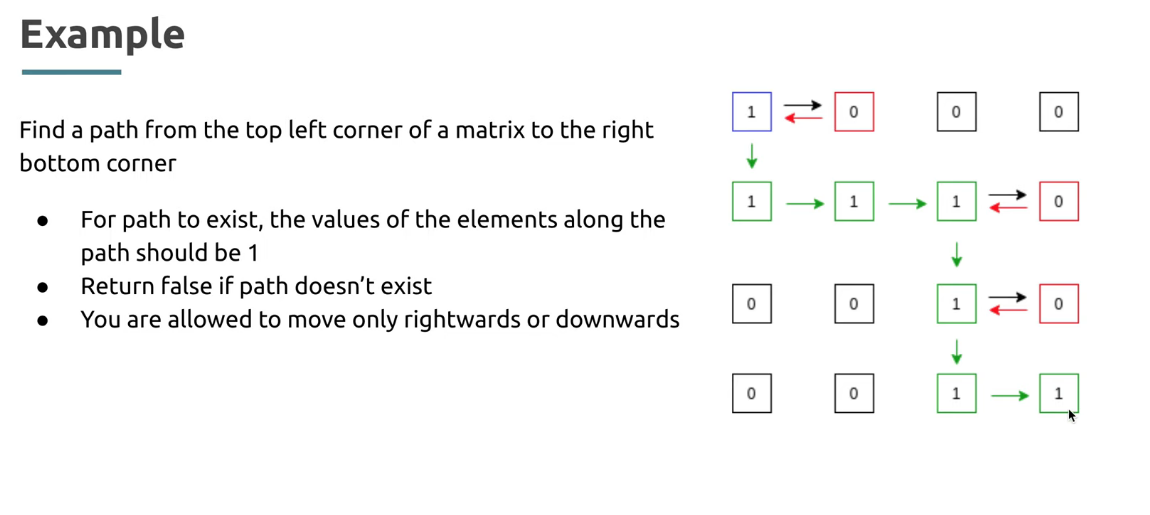 Example
Find a path from the top left corner of a matrix to the right
bottom corner
● For path to exist, the values of the elements along the
path should be 1
● Return false if path doesn’t exist
● You are allowed to move only rightwards or downwards
1 0 0 0
1 1 1 0
0 0 1 0
0 0 1 1